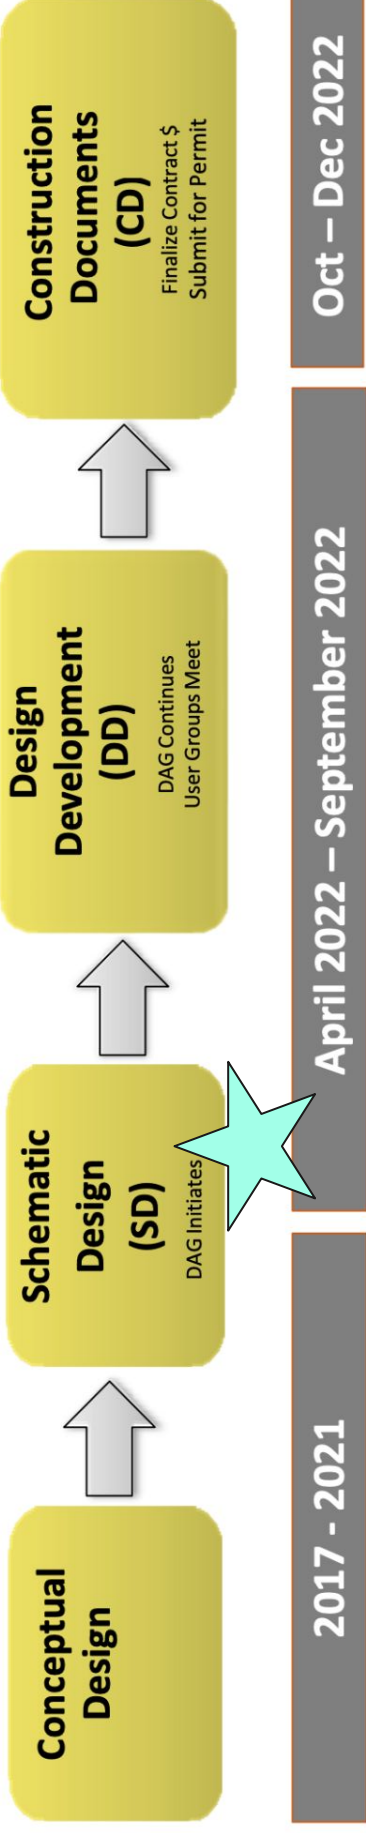 Conceptual
Design
Schematic
Design
(SD)
DAG Initiates
Design
Development
(DD)
DAG Continues
User Groups Meet
Construction
Documents
(CD)
Finalize Contract $
Submit for Permit
2017 - 2021
April 2022 – September 2022
Oct – Dec 2022